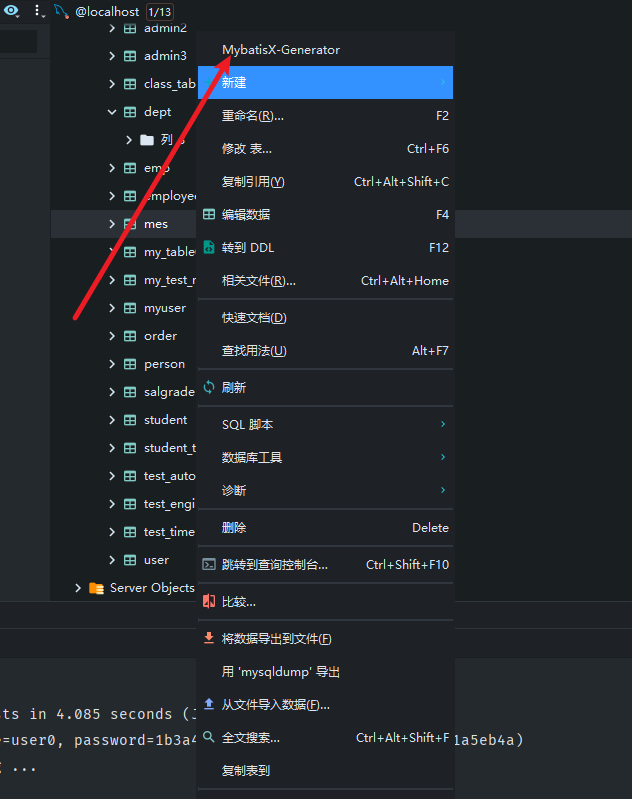 @localhost 1/13
admin2
admin3
class_tab
dept
列
emp
employee
mes
my_table
my_test_
myuser
order
person
salgrade
student
student_t
test_auto
test_engi
test_time
user
Server Objects
MybatisX-Generator
新建
重命名(R)... F2
修改 表... Ctrl+F6
复制引用(Y) Ctrl+Alt+Shift+C
编辑数据 F4
转到 DDL F12
相关文件(R)... Ctrl+Alt+Home
快速文档(D)
查找用法(U) Alt+F7
刷新
SQL 脚本
数据库工具
诊断
删除 Delete
跳转到查询控制台... Ctrl+Shift+F10
比较...
将数据导出到文件(F)
用 'mysqldump' 导出
从文件导入数据(F)...
全文搜索... Ctrl+Alt+Shift+F
复制表到
sts in 4.085 seconds (J
=user0, password=1b3a4 1a5eb4a)
...